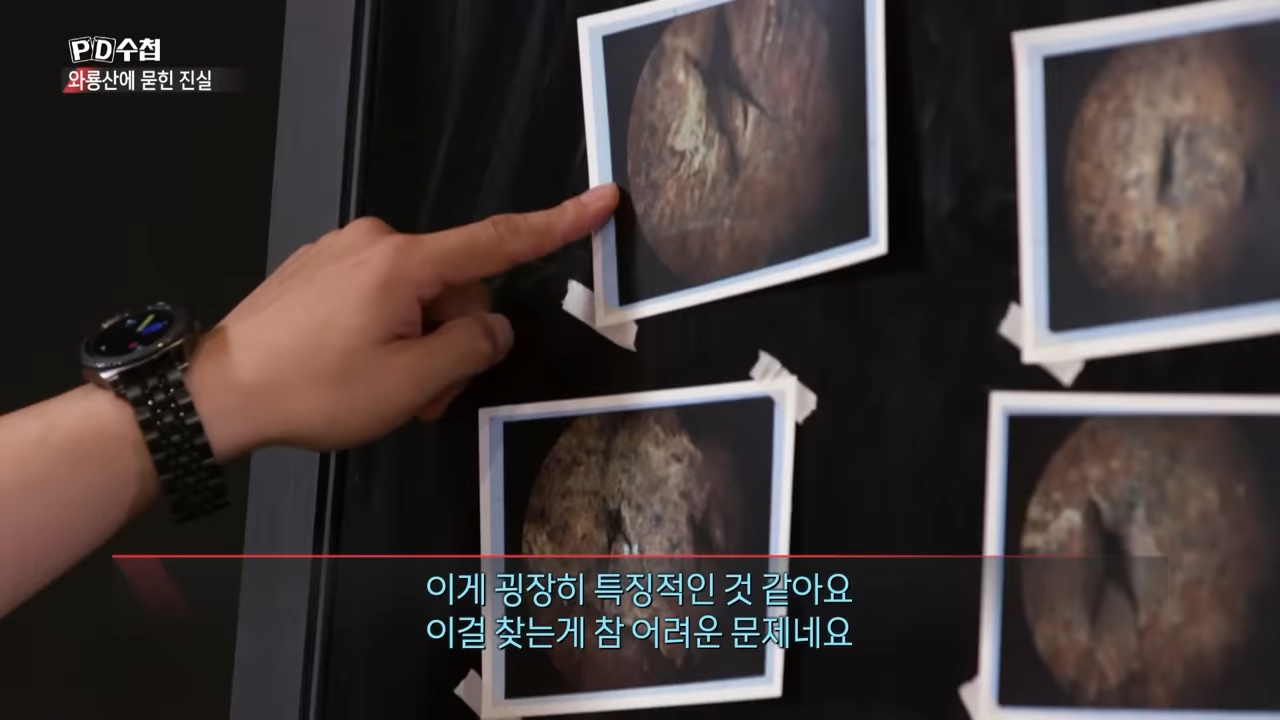 PD수첩
와룡산에 묻힌 진실
이게 굉장히 특징적인 것 같아요
이걸 찾는게 참 어려운 문제네요